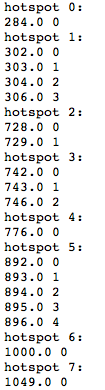 hotspot 0:
284.0 0
hotspot 1:
302.0 0
303.0 1
304.0 2
306.0 3
hotspot 2:
728.0 0
729.0 1
hotspot 3:
742.0 0
743.0 1
746.0 2
hotspot 4:
776.0 0
hotspot 5:
892.0 0
893.0 1
894.0 2
895.0 3
896.0 4
hotspot 6:
1000.0 0
hotspot 7:
1049.0 0